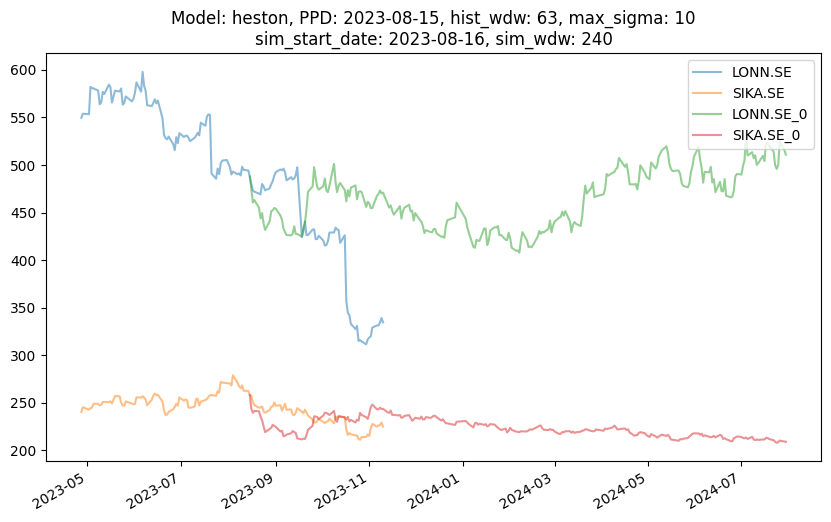 Model: heston, PPD: 2023-08-15, hist_wdw: 63, max_sigma: 10
sim_start_date: 2023-08-16, sim_wdw: 240
LONN.SE
SIKA.SE
LONN.SE_0
SIKA.SE_0
600
550
500
450
400
350
300
250
200
2023-05
2023-07
2023-09
2023-11
2024-01
2024-03
2024-05
2024-07